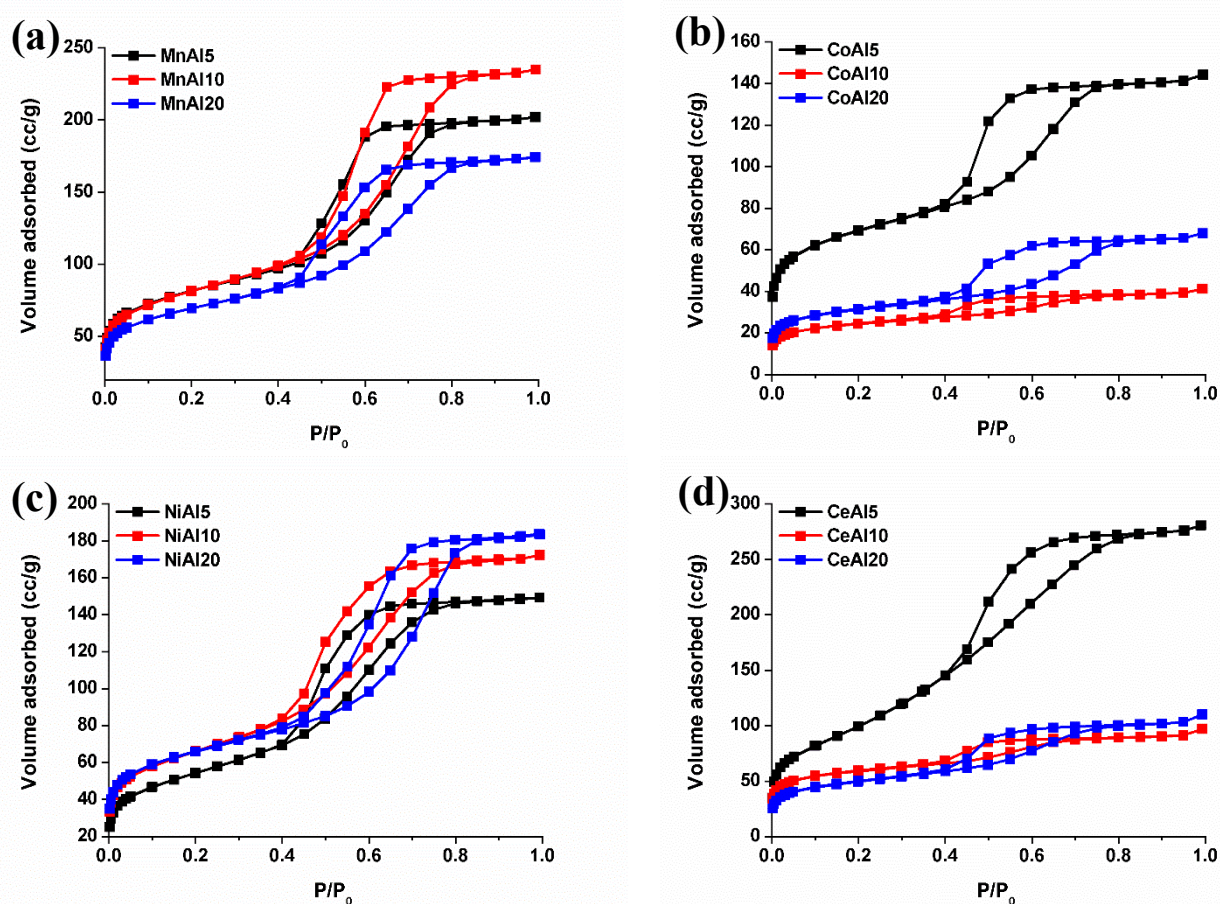 (a)
MnAl5
MnAl10
MnAl20
250
200
150
100
50
Volume adsorbed (cc/g)
0.0 0.2 0.4 0.6 0.8 1.0
P/P₀
(b)
CoAl5
CoAl10
CoAl20
160
140
120
100
80
60
40
20
0
Volume adsorbed (cc/g)
0.0 0.2 0.4 0.6 0.8 1.0
P/P₀
(c)
NiAl5
NiAl10
NiAl20
200
180
160
140
120
100
80
60
40
20
Volume adsorbed (cc/g)
0.0 0.2 0.4 0.6 0.8 1.0
P/P₀
(d)
CeAl5
CeAl10
CeAl20
300
250
200
150
100
50
0
Volume adsorbed (cc/g)
0.0 0.2 0.4 0.6 0.8 1.0
P/P₀